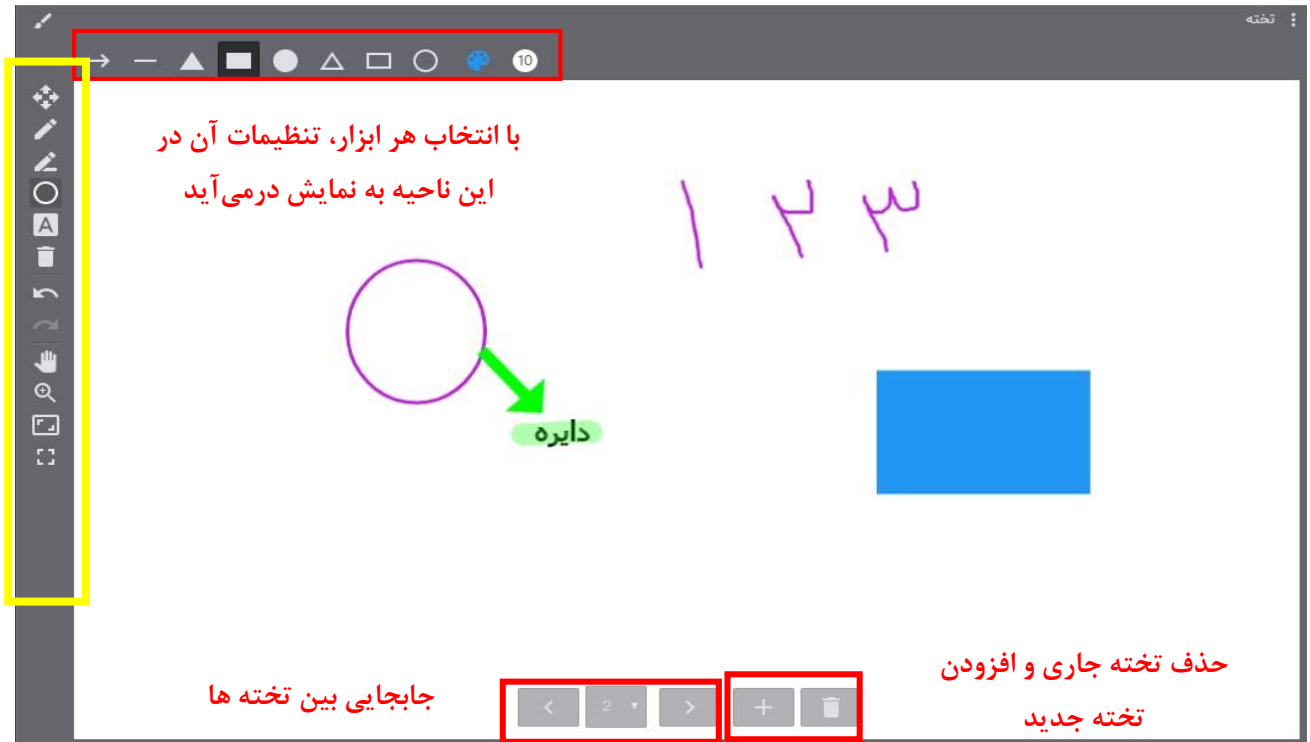 تخته
10
با انتخاب هر ابزار، تنظیمات آن در
این ناحیه به نمایش درمی‌آید
A
۱ ۲ ۳
دایره
حذف تخته جاری و افزودن
تخته جدید
جابجایی بین تخته ها
2